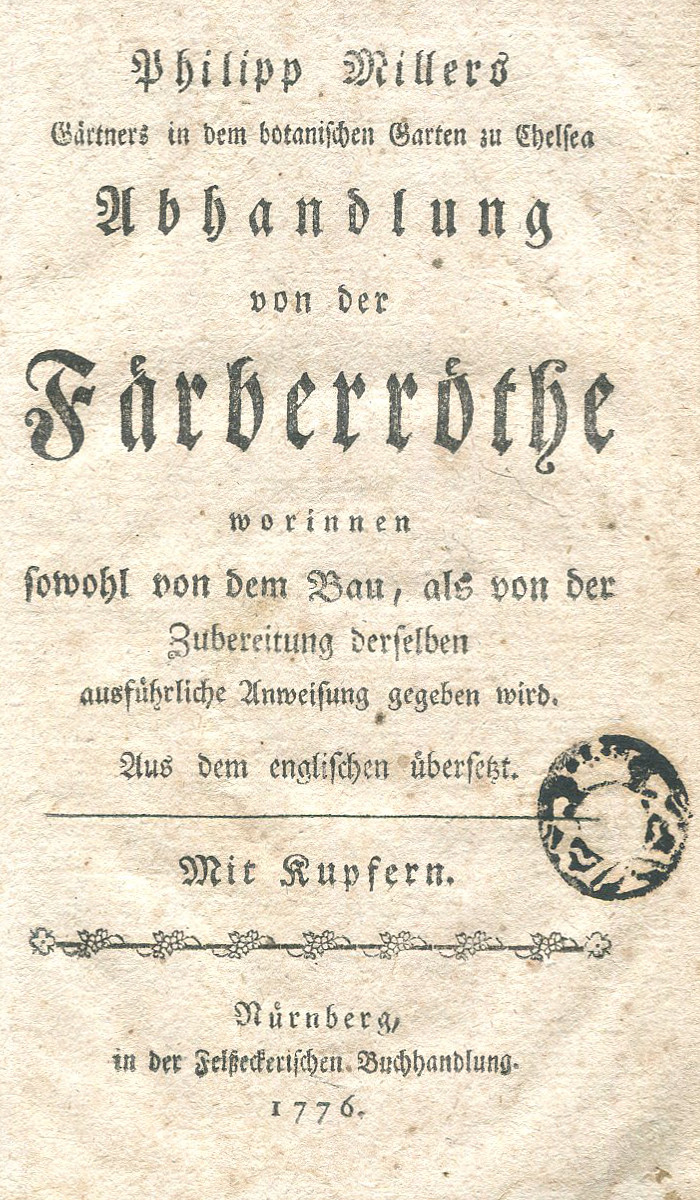 Philipp Millers
Gärtners in dem botanischen Garten zu Chelsea
Abhandlung
von der
Färberröthe
worinnen
sowohl von dem Bau, als von der
Zubereitung derselben
ausführliche Anweisung gegeben wird.
Aus dem englischen übersetzt.
Mit Kupfern.
Nürnberg,
in der Felßeckerischen Buchhandlung.
1776.